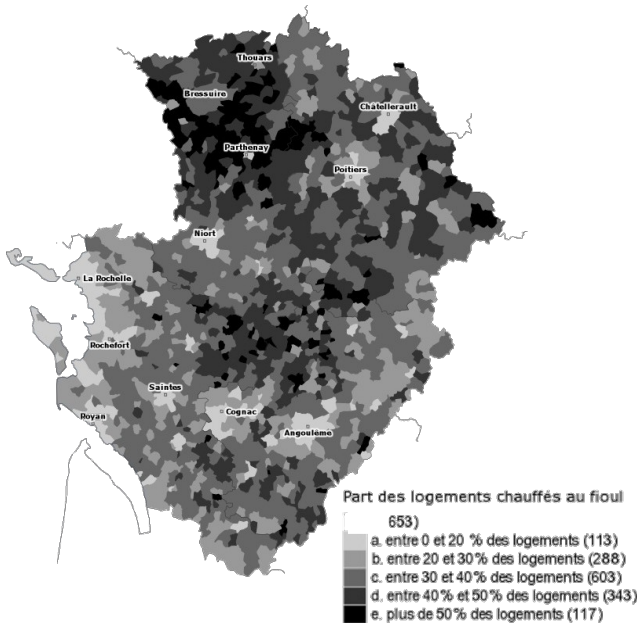 Thouars
Bressuire
Châtellerault
Parthenay
Poitiers
Niort
La Rochelle
Rochefort
Saintes
Cognac
Royan
Angoulême
Part des logements chauffés au fioul
653)
a. entre 0 et 20 % des logements (113)
b. entre 20 et 30% des logements (288)
c. entre 30 et 40% des logements (603)
d. entre 40% et 50% des logements (343)
e. plus de 50% des logements (117)